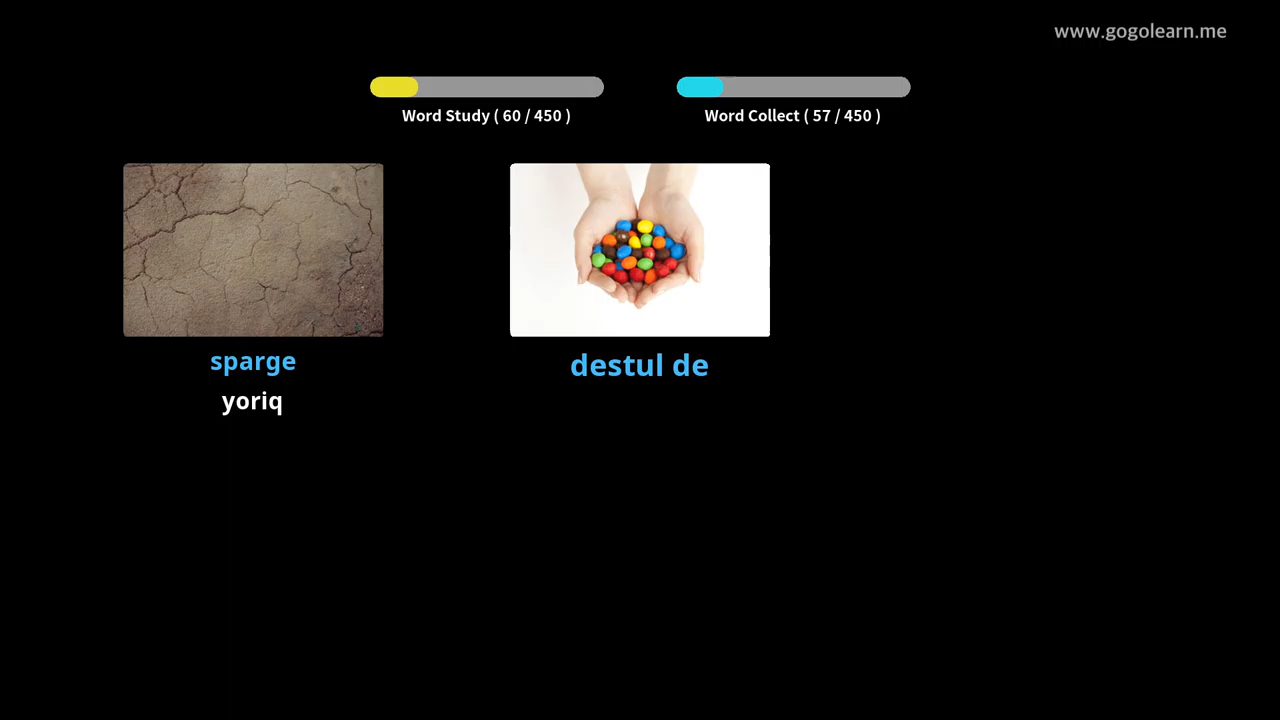 www.gogolearn.me
Word Study ( 60 / 450 )
Word Collect ( 57 / 450 )
sparge
yoriq
destul de